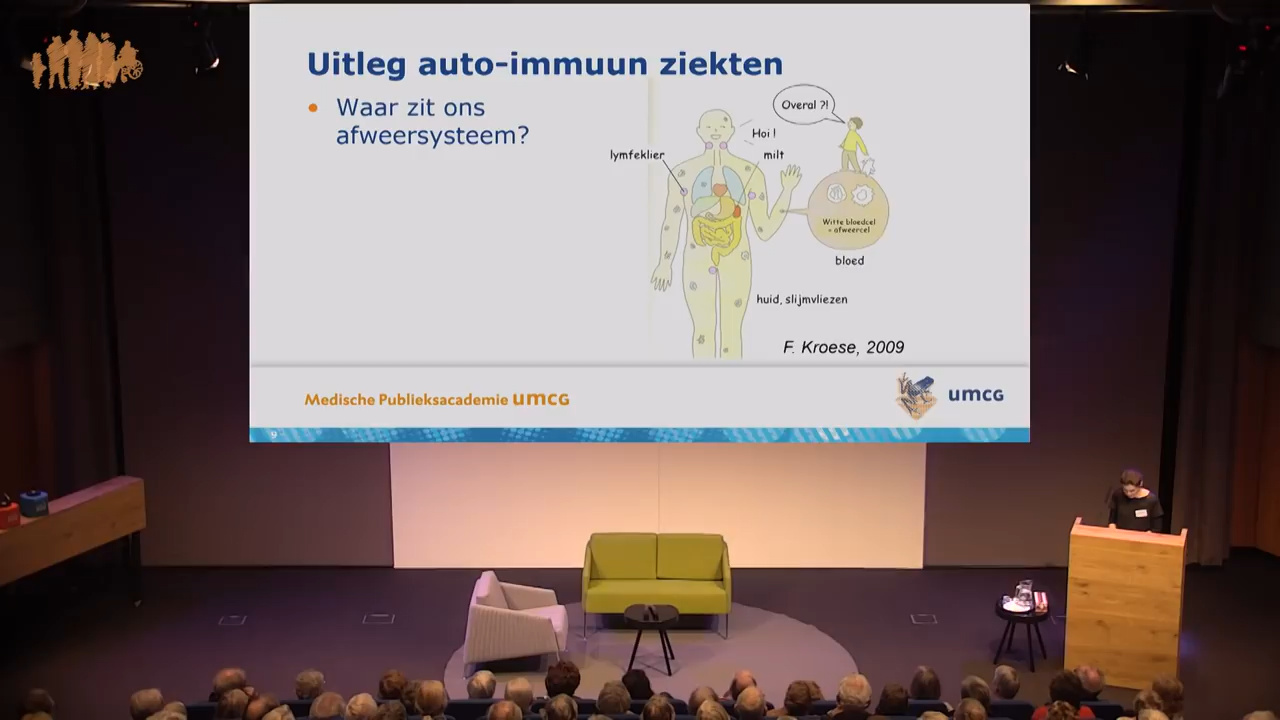 Uitleg auto-immuun ziekten
Waar zit ons
afweersysteem?
Overal ?!
Hoi !
lymfeklier
milt
Witte bloedcel
= afweercel
bloed
huid, slijmvliezen
F. Kroese, 2009
Medische Publieksacademie umcg
umcg
9